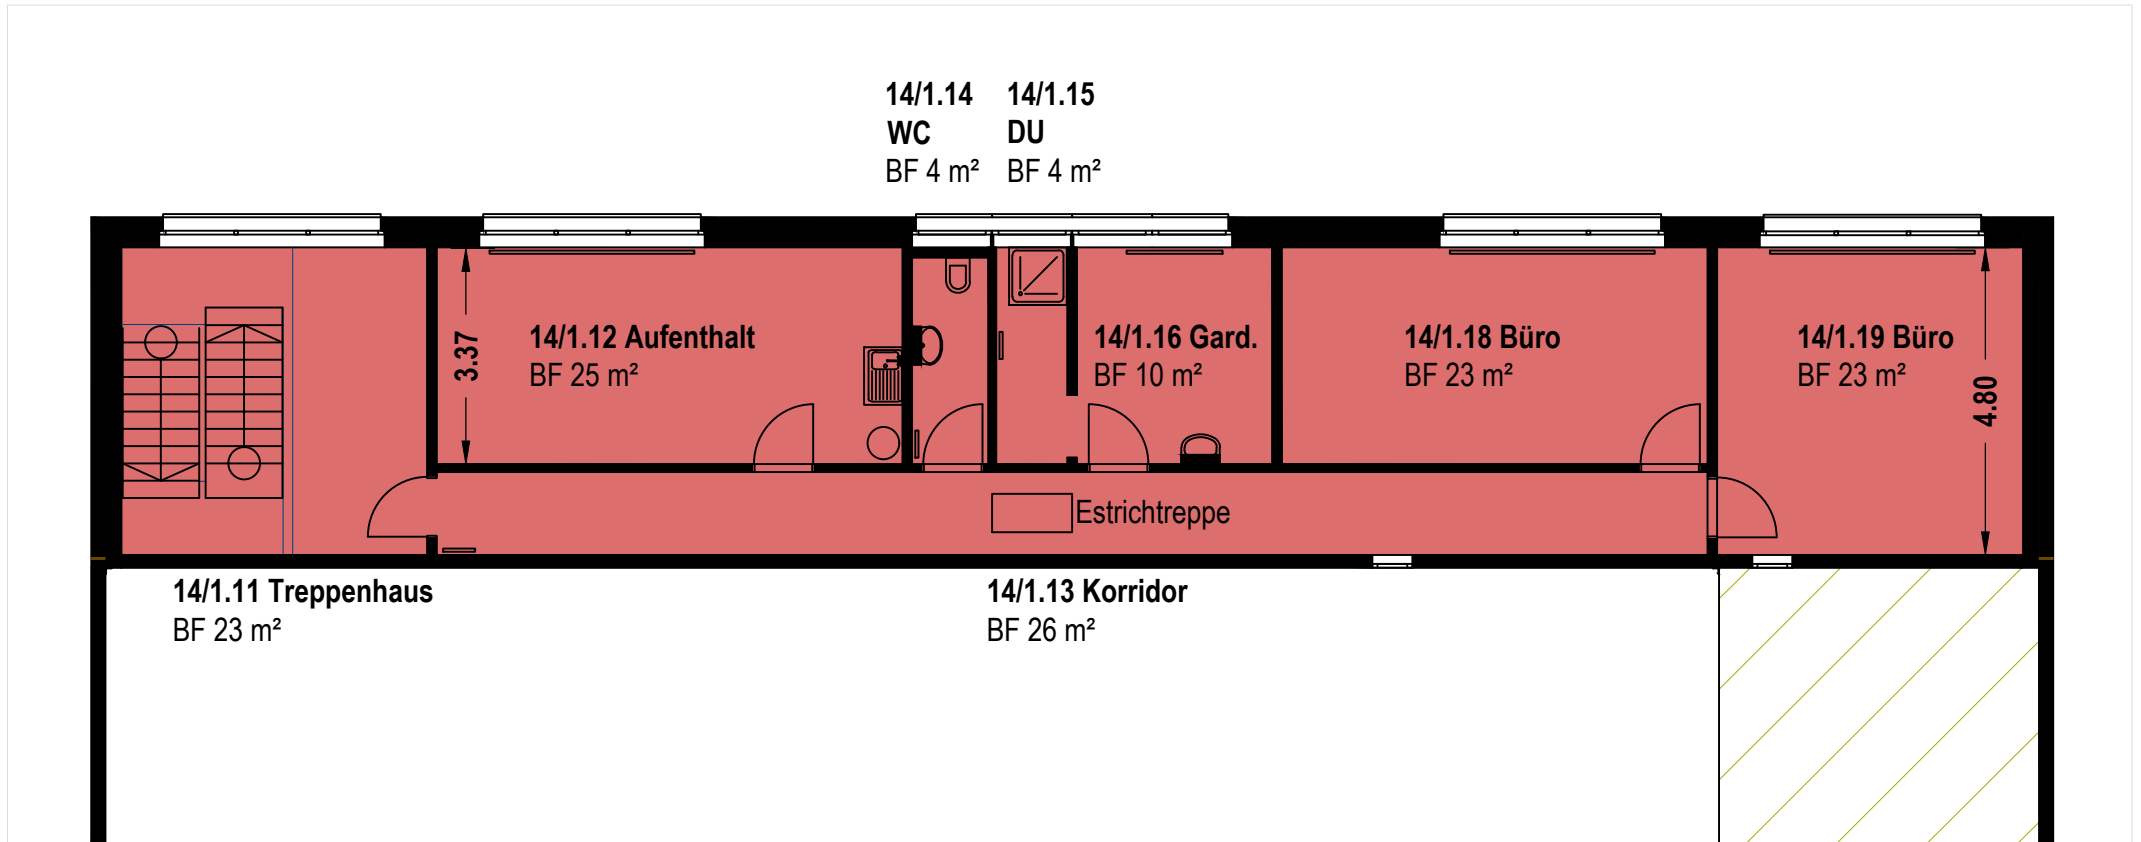 14/1.14
WC
BF 4 m²
14/1.15
DU
BF 4 m²
3.37
14/1.12 Aufenthalt
BF 25 m²
14/1.16 Gard.
BF 10 m²
14/1.18 Büro
BF 23 m²
14/1.19 Büro
BF 23 m²
4.80
Estrichtreppe
14/1.11 Treppenhaus
BF 23 m²
14/1.13 Korridor
BF 26 m²